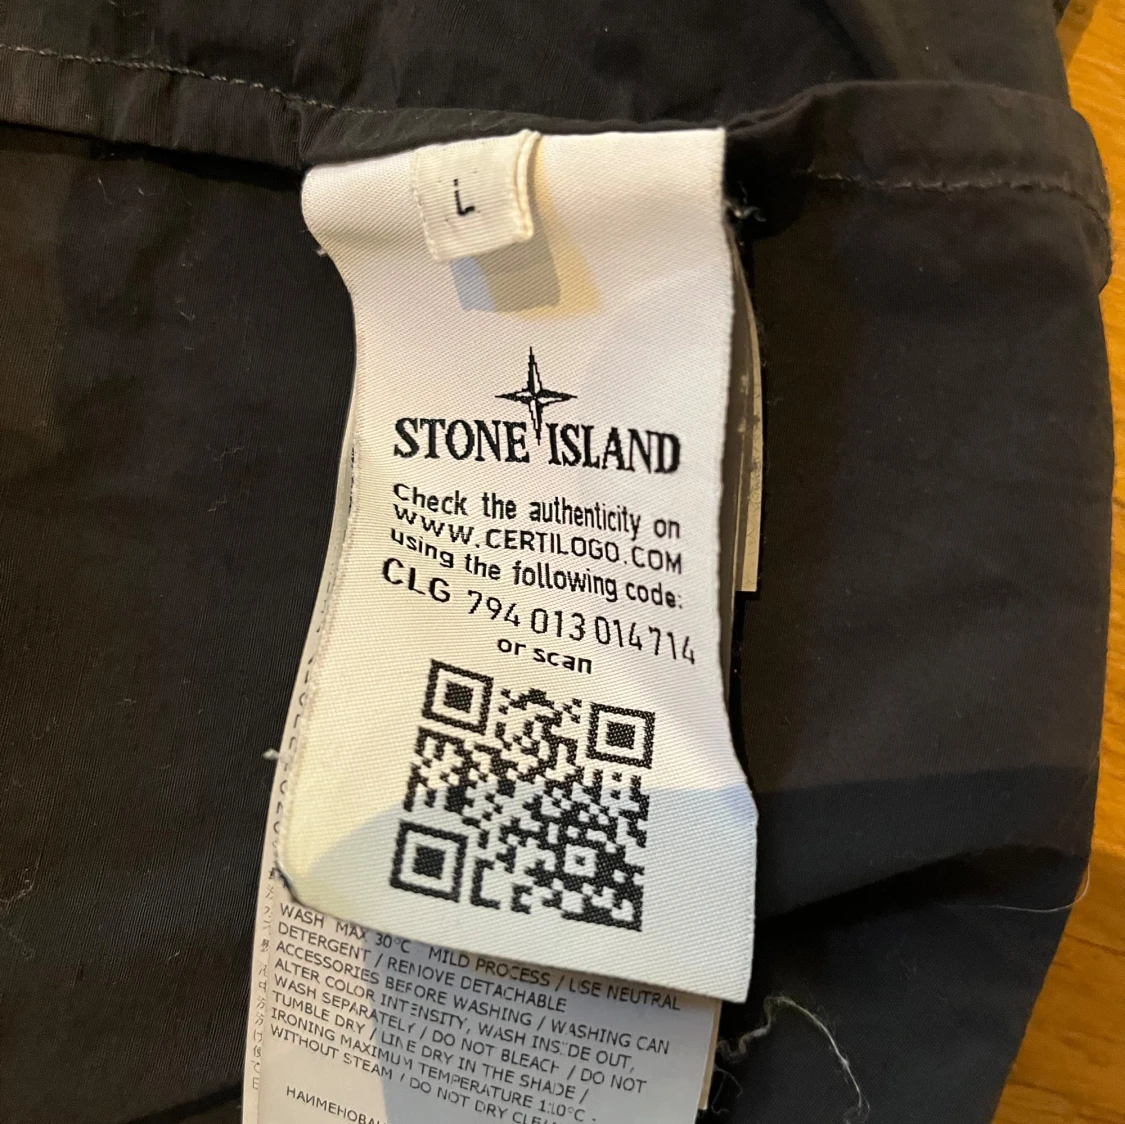 L
STONE ISLAND
Check the authenticity on
WWW.CERTILOGO.COM
using the following code:
CLG 794 013 014 714
or scan
WASH MAX 30°C MILD PROCESS / USE NEUTRAL
DETERGENT / REMOVE DETACHABLE
ACCESSORIES BEFORE WASHING / WASHING CAN
ALTER COLOR INTENSITY, WASH INSIDE OUT,
WASH SEPARATELY / DO NOT BLEACH / DO NOT
TUMBLE DRY / LINE DRY IN THE SHADE /
IRONING MAXIMUM TEMPERATURE 110°C -
WITHOUT STEAM / DO NOT DRY CLEAN